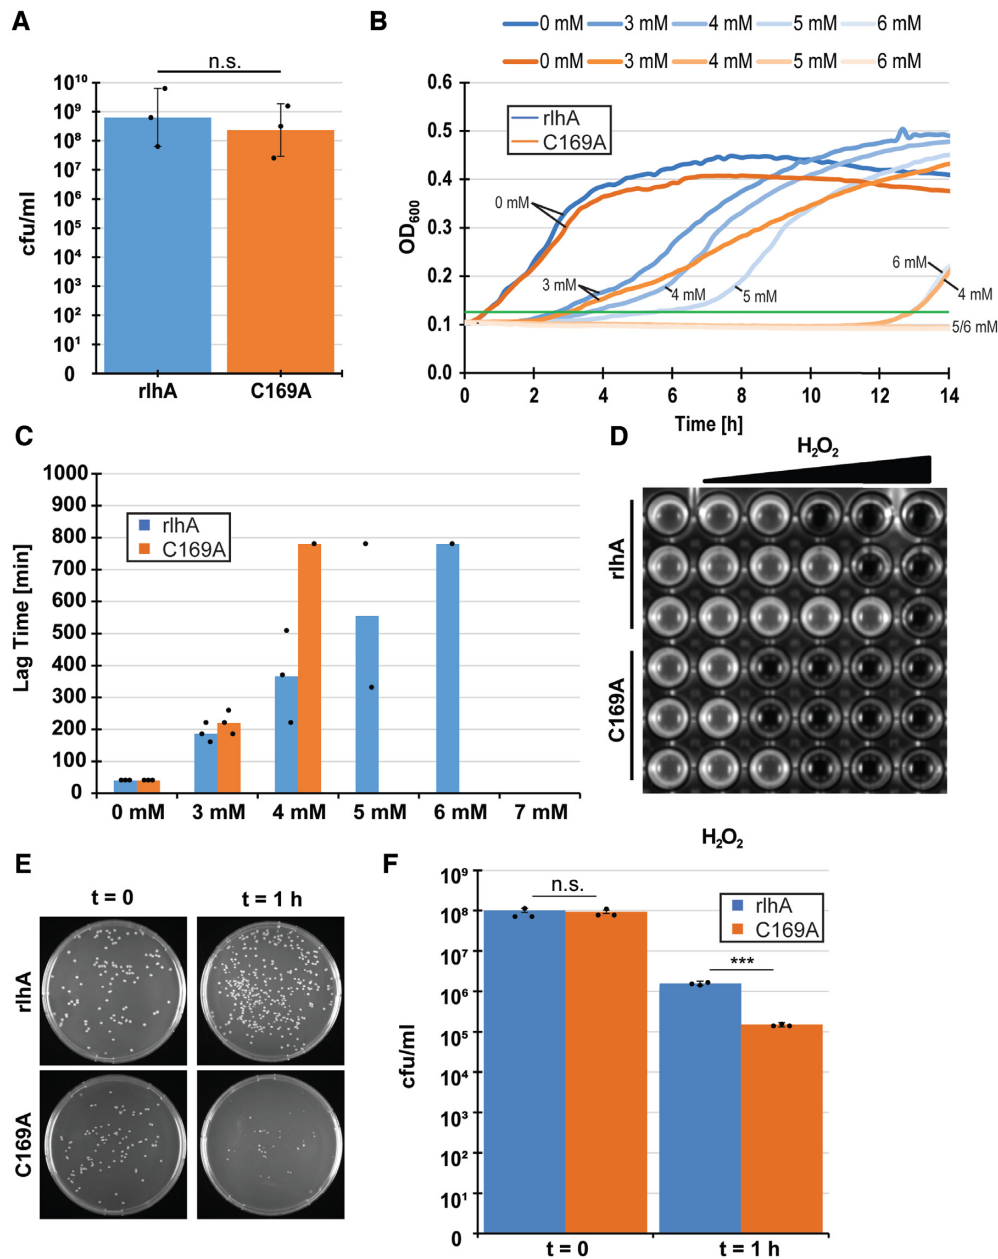 A
n.s.
cfu/ml
10¹⁰
10⁹
10⁸
10⁷
10⁶
10⁵
10⁴
10³
10²
10¹
0
rlhA C169A
B
0 mM 3 mM 4 mM 5 mM 6 mM
0 mM 3 mM 4 mM 5 mM 6 mM
rlhA
C169A
OD₆₀₀
0.6
0.5
0.4
0.3
0.2
0.1
0.0
0 mM
3 mM
4 mM
5 mM
6 mM
4 mM
5/6 mM
0 2 4 6 8 10 12 14
Time [h]
C
Lag Time [min]
1000
900
800
700
600
500
400
300
200
100
0
rlhA
C169A
0 mM 3 mM 4 mM 5 mM 6 mM 7 mM
D
H₂O₂
rlhA
C169A
E
t = 0 t = 1 h
rlhA
C169A
F
H₂O₂
cfu/ml
10⁹
10⁸
10⁷
10⁶
10⁵
10⁴
10³
10²
10¹
0
n.s.
***
rlhA
C169A
t = 0 t = 1 h